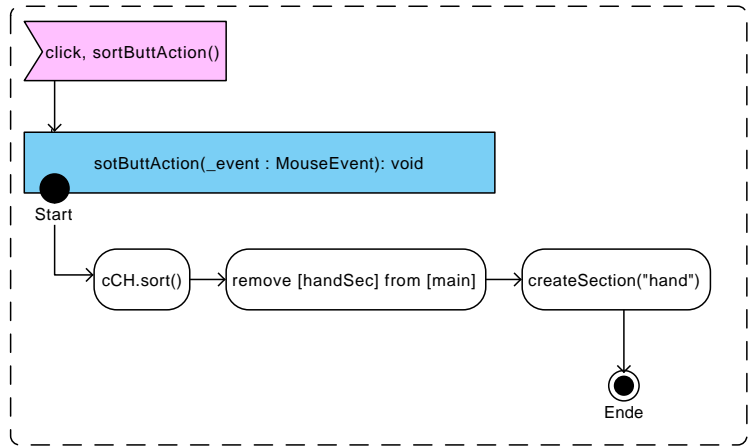 click, sortButtAction()
sotButtAction(_event : MouseEvent): void
Start
cCH.sort()
remove [handSec] from [main]
createSection("hand")
Ende